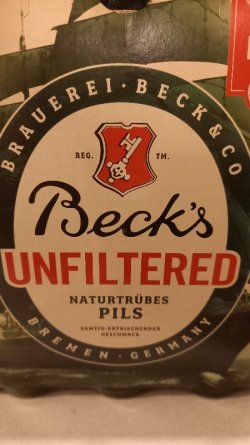 BRAUEREI · BECK & CO
REG. TM.
Beck's
UNFILTERED
NATURTRÜBES
PILS
SAMTIG-ERFRISCHENDER
GESCHMACK
BREMEN · GERMANY